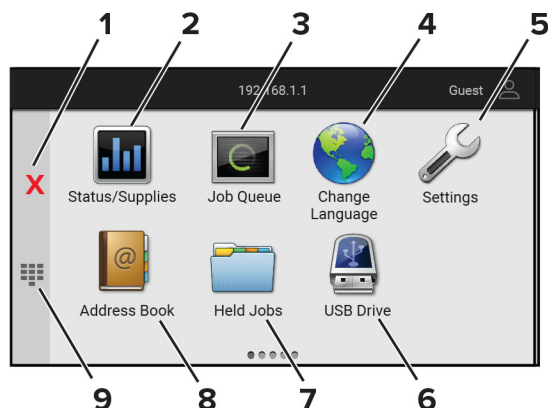 1 2 3 4 5
192.168.1.1 Guest
X
Status/Supplies Job Queue Change Language Settings
@
Address Book Held Jobs USB Drive
9 8 7 6